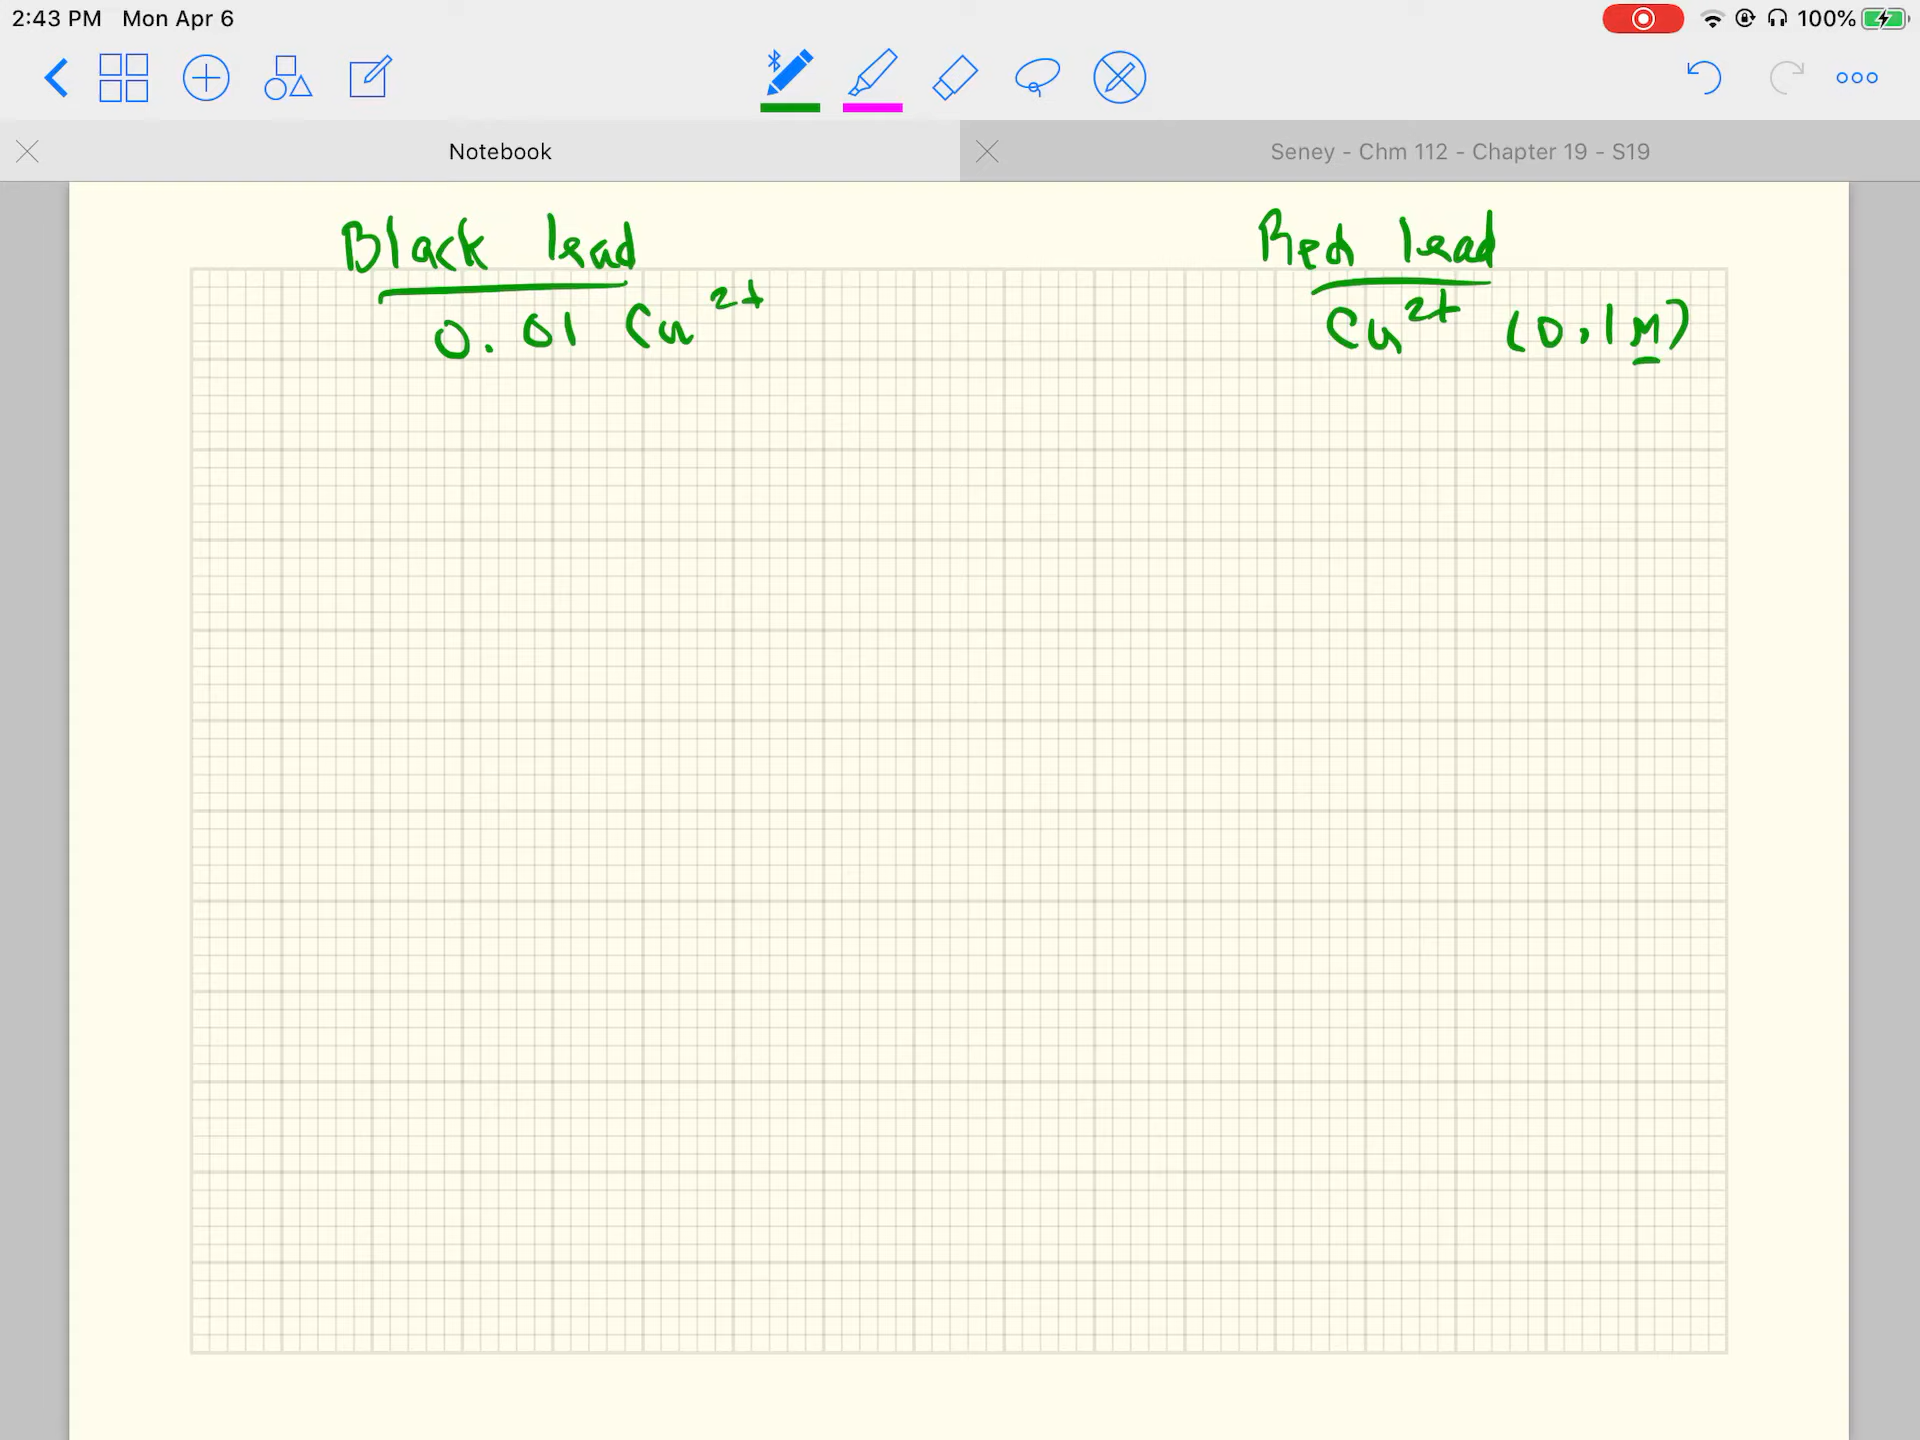 2:43 PM Mon Apr 6 100%
Notebook Seney - Chm 112 - Chapter 19 - S19
Black lead Red lead
0.01 Cu²⁺ Cu²⁺ (0.1M)